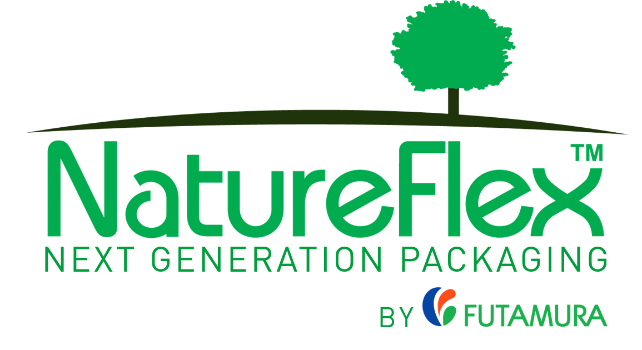 NatureFlex™
NEXT GENERATION PACKAGING
BY FUTAMURA